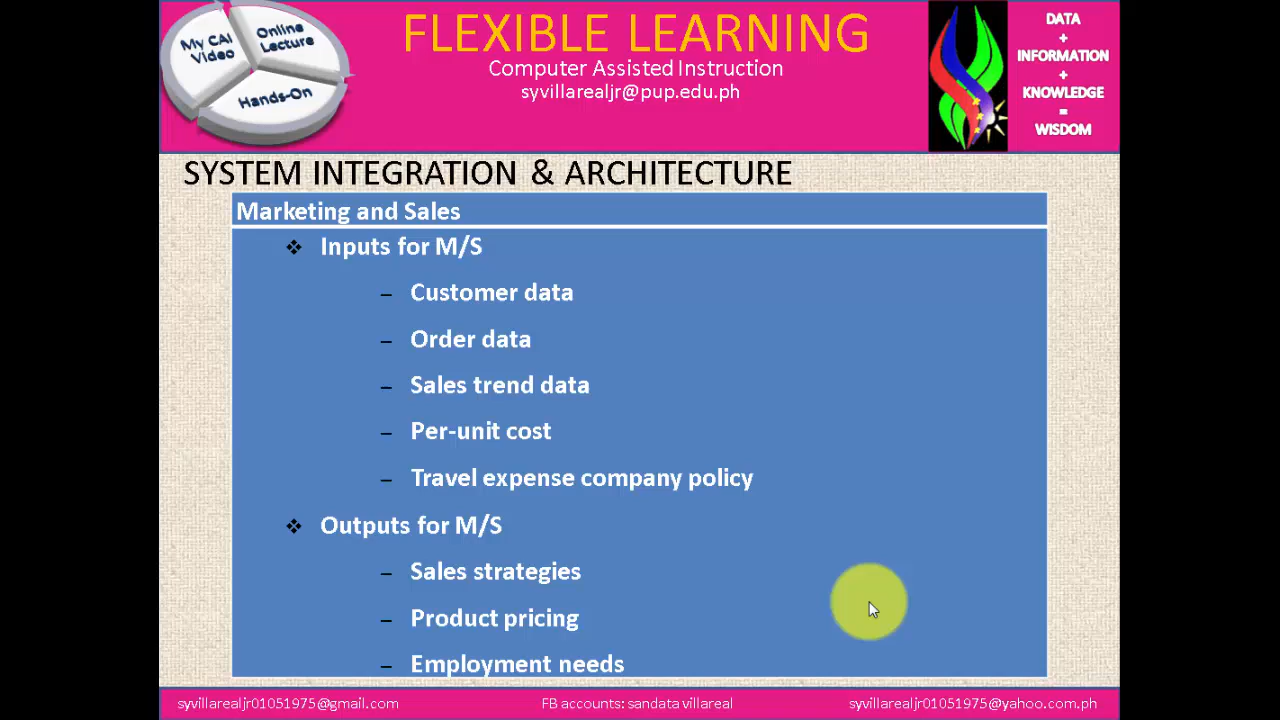 My CAI
Video
Online
Lecture
Hands-On
FLEXIBLE LEARNING
Computer Assisted Instruction
syvillarealjr@pup.edu.ph
DATA
+
INFORMATION
+
KNOWLEDGE
=
WISDOM
SYSTEM INTEGRATION & ARCHITECTURE
Marketing and Sales
❖ Inputs for M/S
– Customer data
– Order data
– Sales trend data
– Per-unit cost
– Travel expense company policy
❖ Outputs for M/S
– Sales strategies
– Product pricing
– Employment needs
syvillarealjr01051975@gmail.com
FB accounts: sandata villareal
syvillarealjr01051975@yahoo.com.ph